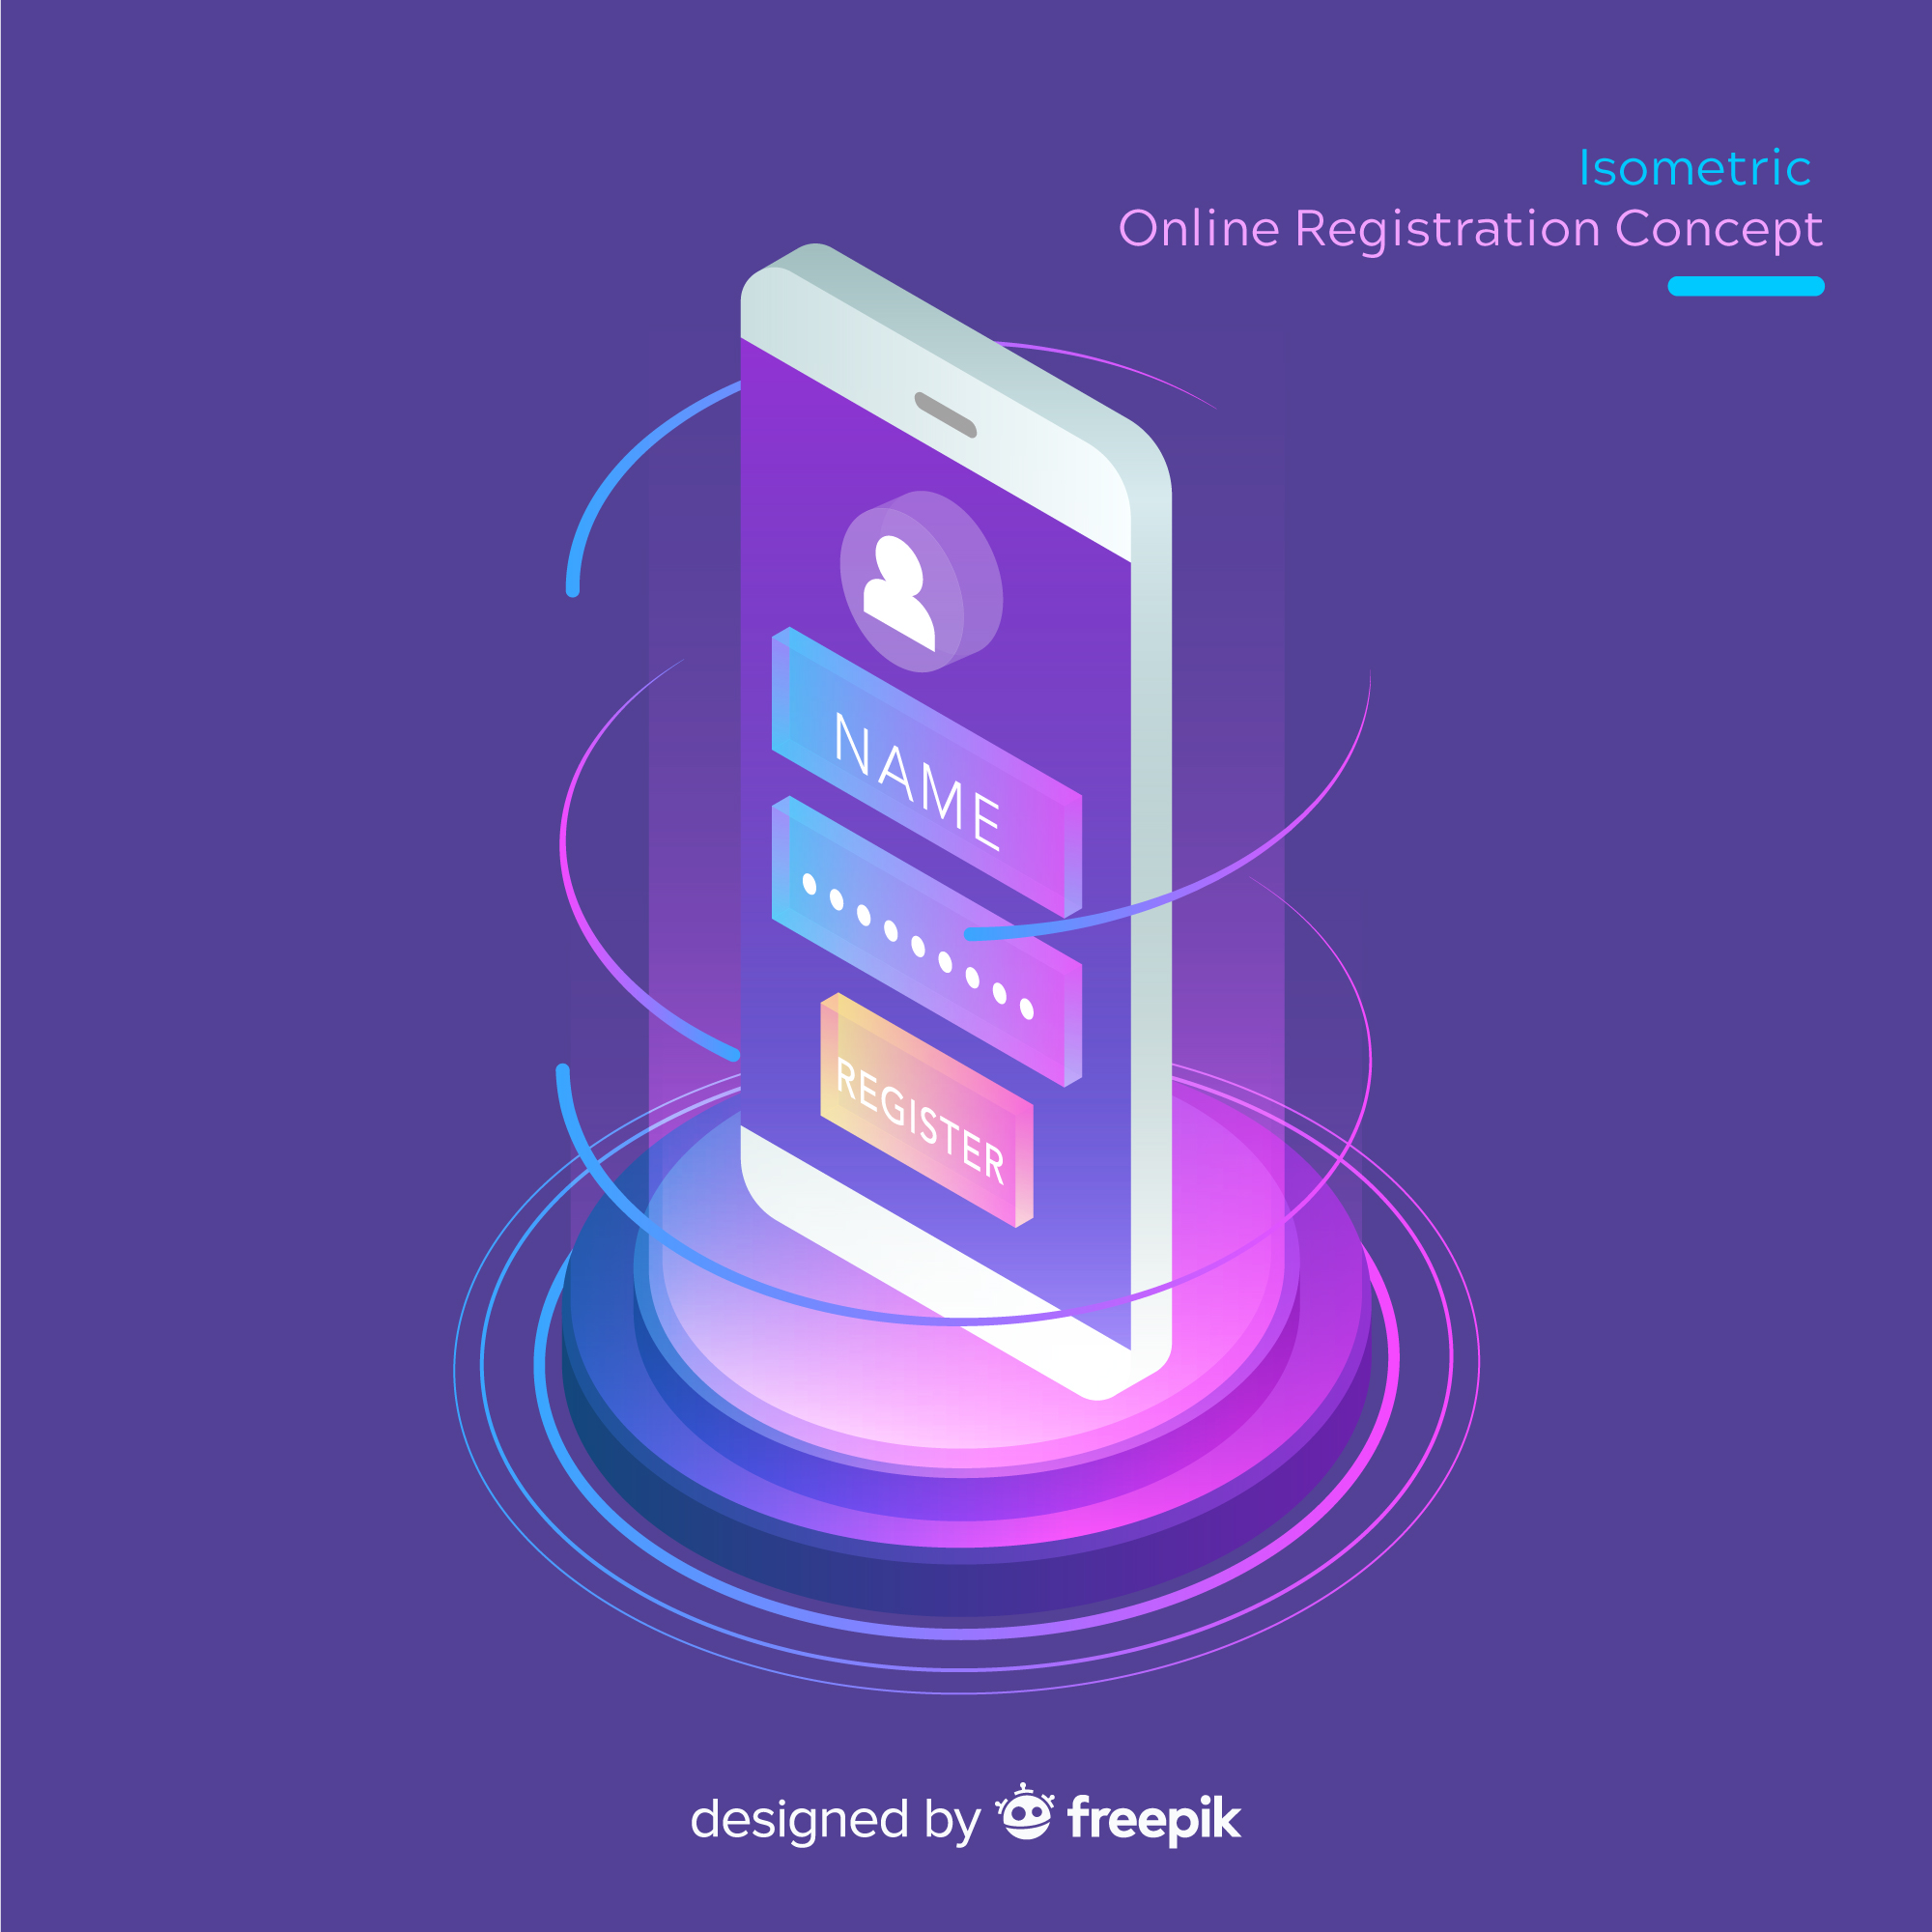 Isometric
Online Registration Concept
NAME
REGISTER
designed by freepik